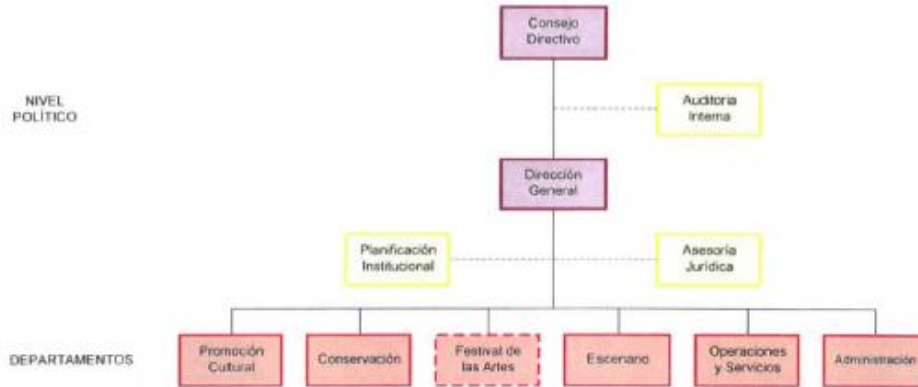 Consejo
Directivo
NIVEL
POLÍTICO
Auditoria
Interna
Dirección
General
Planificación
Institucional
Asesoría
Jurídica
DEPARTAMENTOS
Promoción
Cultural
Conservación
Festival de
las Artes
Escenario
Operaciones
y Servicios
Administración